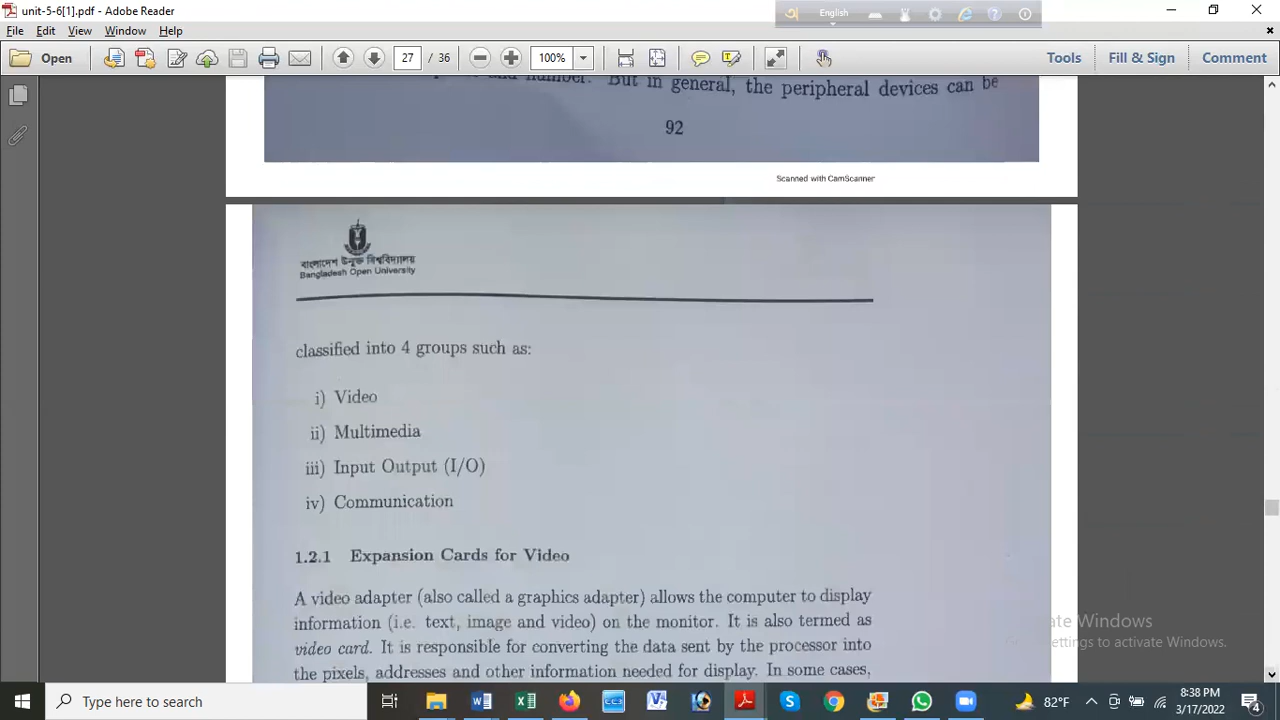 unit-5-6[1].pdf - Adobe Reader
English
File Edit View Window Help
Open
27 / 36
100%
Tools
Fill & Sign
Comment
number. But in general, the peripheral devices can be
92
Scanned with CamScanner
বাংলাদেশ উন্মুক্ত বিশ্ববিদ্যালয়
Bangladesh Open University
classified into 4 groups such as:
i) Video
ii) Multimedia
iii) Input Output (I/O)
iv) Communication
1.2.1 Expansion Cards for Video
A video adapter (also called a graphics adapter) allows the computer to display
information (i.e. text, image and video) on the monitor. It is also termed as
video card. It is responsible for converting the data sent by the processor into
the pixels, addresses and other information needed for display. In some cases,
ate Windows
ettings to activate Windows.
Type here to search
82°F
8:38 PM
3/17/2022
4